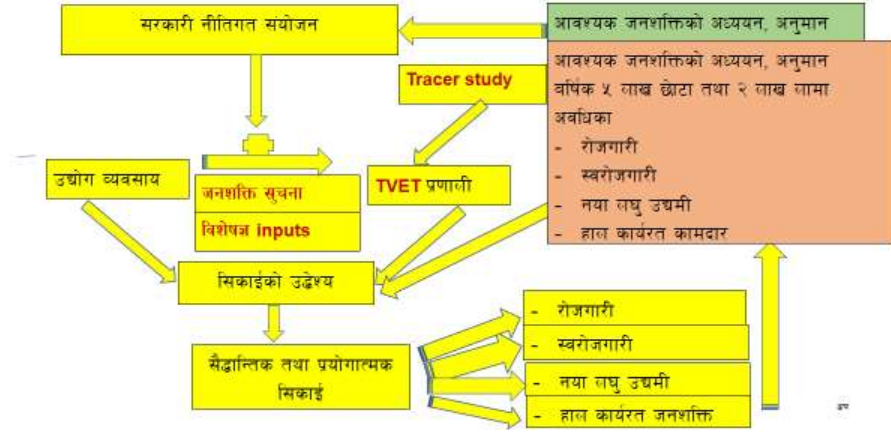 सरकारी नीतिगत संयोजन
आवश्यक जनशक्तिको अध्ययन, अनुमान
आवश्यक जनशक्तिको अध्ययन, अनुमान
वर्षिक ५ लाख छोटा तथा २ लाख लामा
अवधिका
- रोजगारी
- स्वरोजगारी
- नया लघु उद्यमी
- हाल कार्यरत कामदार
Tracer study
उद्योग व्यवसाय
जनशक्ति सुचना
विशेषज्ञ inputs
TVET प्रणाली
सिकाईको उद्धेश्य
सैद्धान्तिक तथा प्रयोगात्मक
सिकाई
- रोजगारी
- स्वरोजगारी
- नया लघु उद्यमी
- हाल कार्यरत जनशक्ति